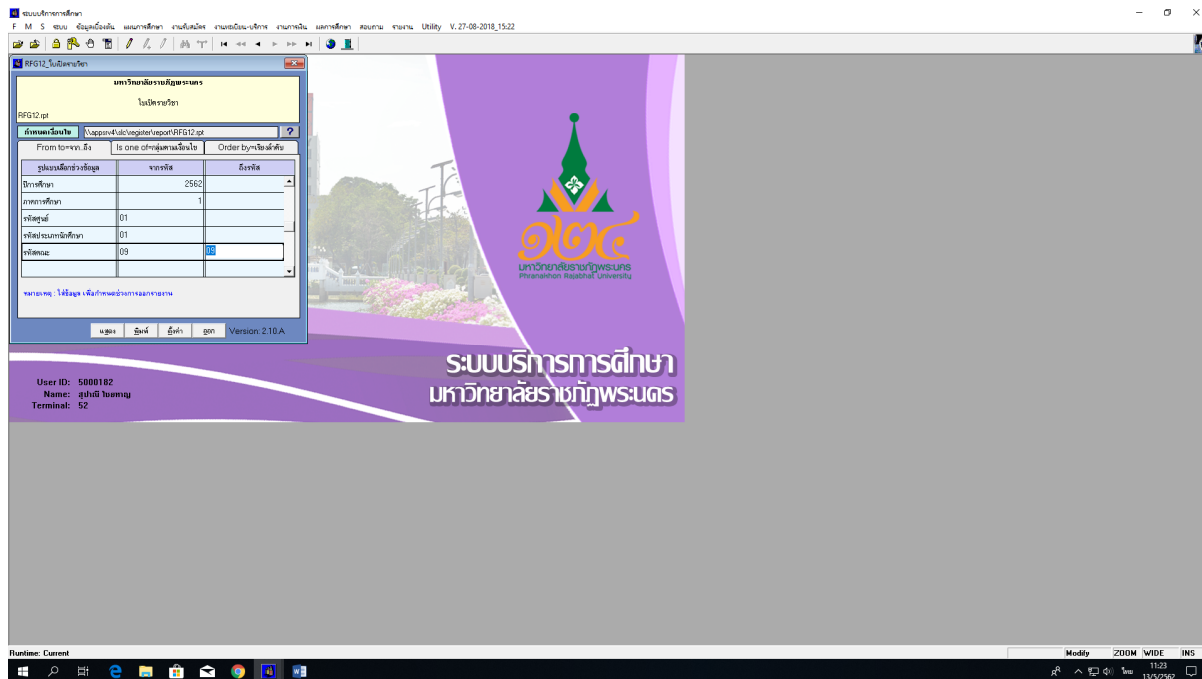 ระบบบริการการศึกษา
F M S ระบบ ข้อมูลเบื้องต้น แผนการศึกษา งานรับสมัคร งานทะเบียน-บริการ งานการเงิน ผลการศึกษา สอบถาม รายงาน Utility V. 27-08-2018_15:22
RFG12_ใบเปิดรายวิชา
มหาวิทยาลัยราชภัฏพระนคร
ใบเปิดรายวิชา
RFG12.rpt
กำหนดเงื่อนไข \\appsrv4\slc\register\report\RFG12.rpt ?
From to=จาก..ถึง Is one of=กลุ่มตามเงื่อนไข Order by=เรียงลำดับ
รูปแบบเลือกช่วงข้อมูล จากรหัส ถึงรหัส
ปีการศึกษา 2562
ภาคการศึกษา 1
รหัสศูนย์ 01
รหัสประเภทนักศึกษา 01
รหัสคณะ 09 09
หมายเหตุ : ใส่ข้อมูล เพื่อกำหนดช่วงการออกรายงาน
แสดง พิมพ์ ตั้งค่า ออก Version: 2.10.A
๑๒๔
มหาวิทยาลัยราชภัฏพระนคร
Phranakhon Rajabhat University
ระบบบริการการศึกษา
มหาวิทยาลัยราชภัฏพระนคร
User ID: 5000182
Name: สุปาณี
Terminal: 52
Runtime: Current Modify ZOOM WIDE INS
ไทย 11:23
13/5/2562